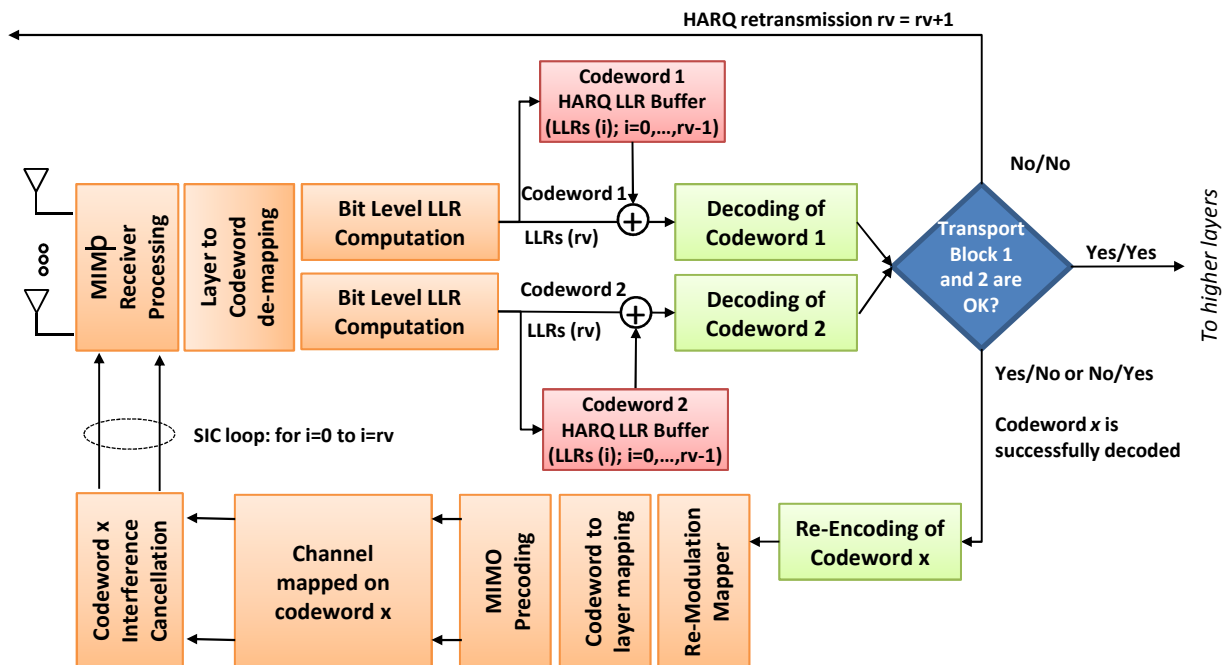 HARQ retransmission rv = rv+1
Codeword 1
HARQ LLR Buffer
(LLRs (i); i=0,...,rv-1)
No/No
MIMO
Receiver
Processing
Layer to
Codeword
de-mapping
Bit Level LLR
Computation
Codeword 1
LLRs (rv)
+
Decoding of
Codeword 1
Transport
Block 1
and 2 are
OK?
Yes/Yes
To higher layers
Bit Level LLR
Computation
Codeword 2
LLRs (rv)
+
Decoding of
Codeword 2
Yes/No or No/Yes
Codeword x is
successfully decoded
Codeword 2
HARQ LLR Buffer
(LLRs (i); i=0,...,rv-1)
SIC loop: for i=0 to i=rv
Codeword x
Interference
Cancellation
Channel
mapped on
codeword x
MIMO
Precoding
Codeword to
layer mapping
Re-Modulation
Mapper
Re-Encoding of
Codeword x